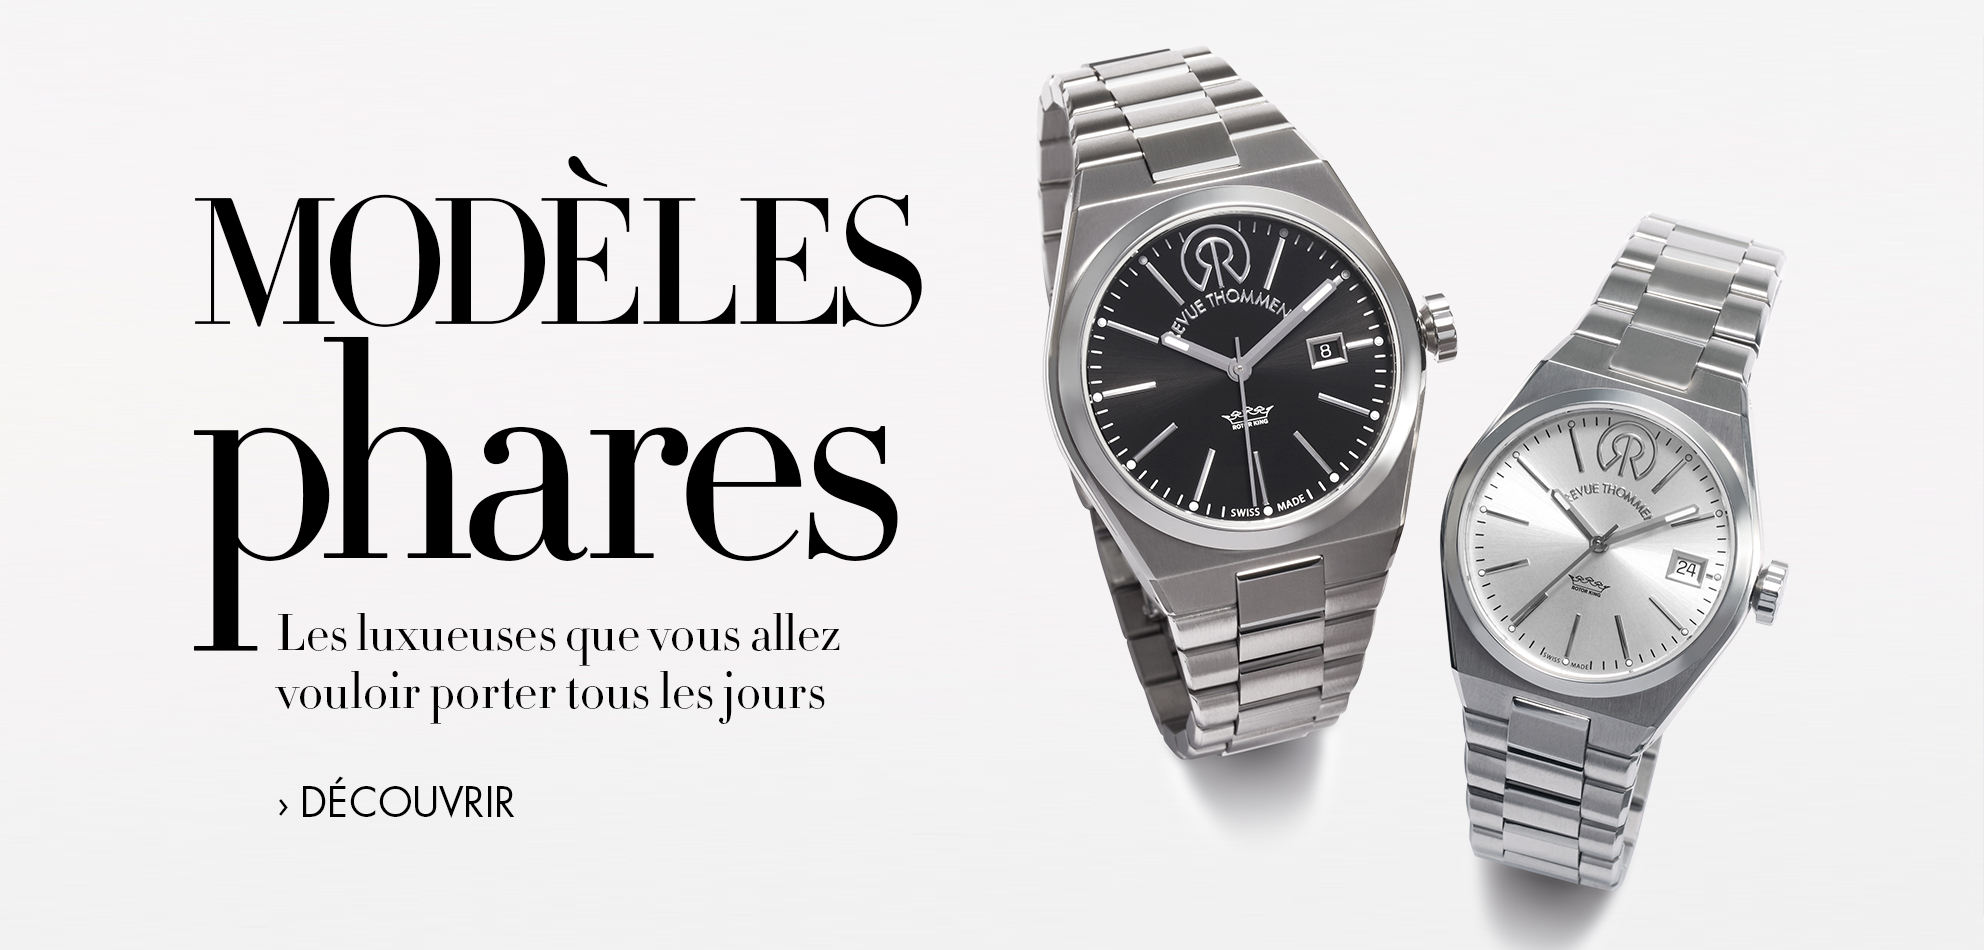 MODÈLES
phares
Les luxueuses que vous allez
vouloir porter tous les jours
› DÉCOUVRIR
REVUE THOMMEN
8
ROTOR KING
SWISS MADE
REVUE THOMMEN
24
ROTOR KING
SWISS MADE